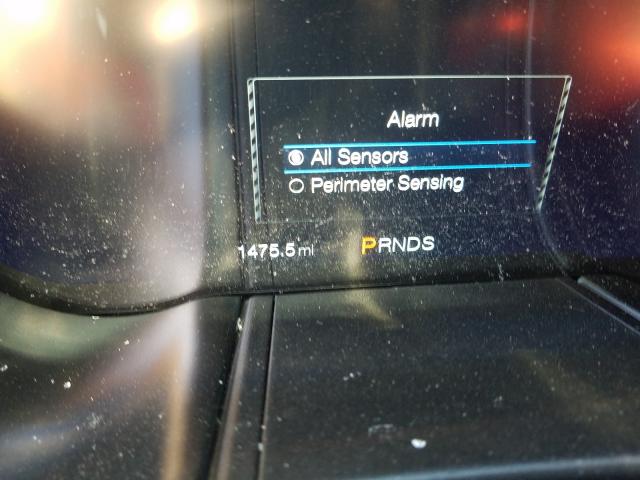 Alarm
All Sensors
Perimeter Sensing
1475.5 mi PRNDS